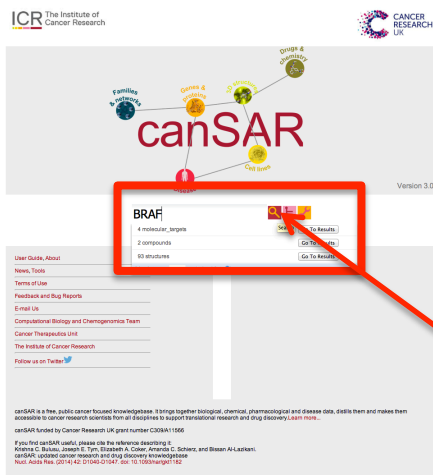 ICR The Institute of
Cancer Research
CANCER
RESEARCH
UK
Drugs &
chemistry
3D structure
Families
& networks
Genes &
proteins
canSAR
Cell lines
Version 3.0
BRAF
4 molecular_targets
Go To Results
2 compounds
Go To Results
93 structures
Go To Results
User Guide, About
News, Tools
Terms of Use
Feedback and Bug Reports
E-mail Us
Computational Biology and Chemogenomics Team
Cancer Therapeutics Unit
The Institute of Cancer Research
Follow us on Twitter
canSAR is a free, public cancer focused knowledgebase. It brings together biological, chemical, pharmacological and disease data, distills them and makes them
accessible to cancer research scientists from all disciplines to support translational research and drug discovery.Learn more...
canSAR funded by Cancer Research UK grant number C309/A11566
If you find canSAR useful, please cite the reference describing it:
Krishna C. Bulusu, Joseph E. Tym, Elizabeth A. Coker, Amanda C. Schierz, and Bissan Al-Lazikani.
canSAR: updated cancer research and drug discovery knowledgebase
Nucl. Acids Res. (2014) 42: D1040-D1047. doi: 10.1093/nar/gkt1182